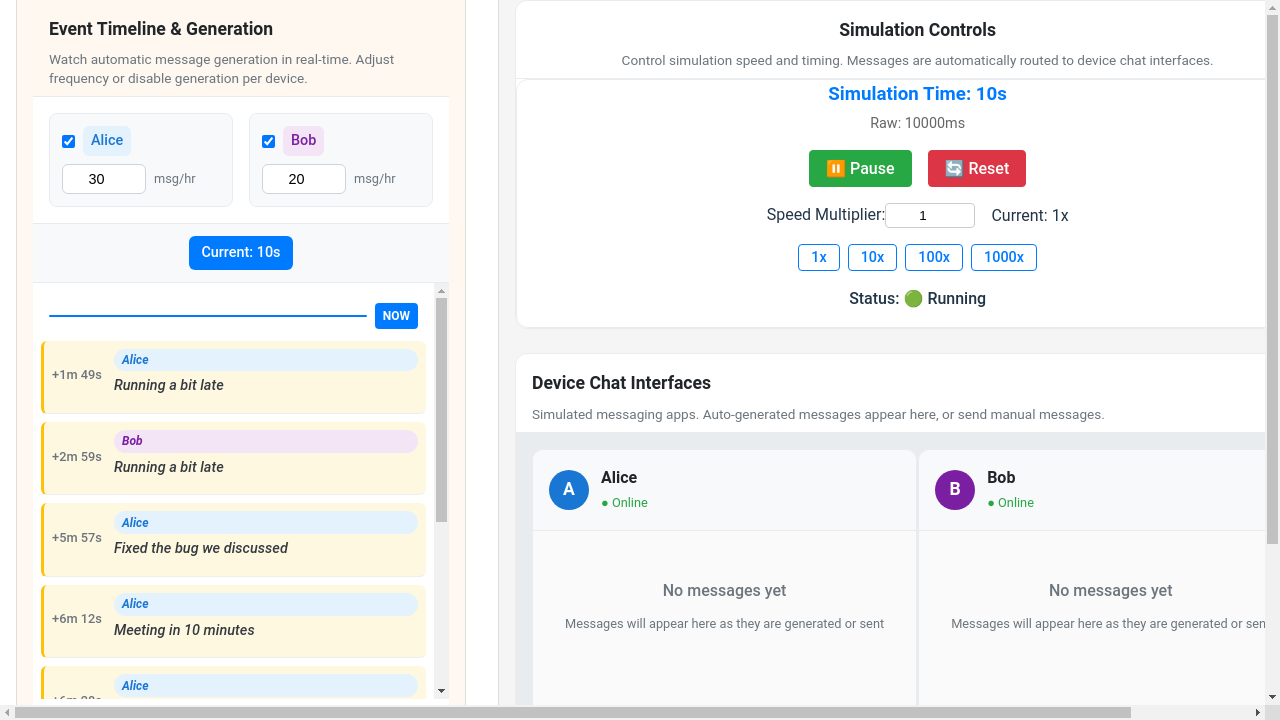 Event Timeline & Generation
Watch automatic message generation in real-time. Adjust
frequency or disable generation per device.
Alice
30 msg/hr
Bob
20 msg/hr
Current: 10s
NOW
+1m 49s
Alice
Running a bit late
+2m 59s
Bob
Running a bit late
+5m 57s
Alice
Fixed the bug we discussed
+6m 12s
Alice
Meeting in 10 minutes
Alice
Simulation Controls
Control simulation speed and timing. Messages are automatically routed to device chat interfaces.
Simulation Time: 10s
Raw: 10000ms
⏸️ Pause
🔄 Reset
Speed Multiplier: 1 Current: 1x
1x 10x 100x 1000x
Status: 🟢 Running
Device Chat Interfaces
Simulated messaging apps. Auto-generated messages appear here, or send manual messages.
A
Alice
● Online
No messages yet
Messages will appear here as they are generated or sent
B
Bob
● Online
No messages yet
Messages will appear here as they are generated or sen